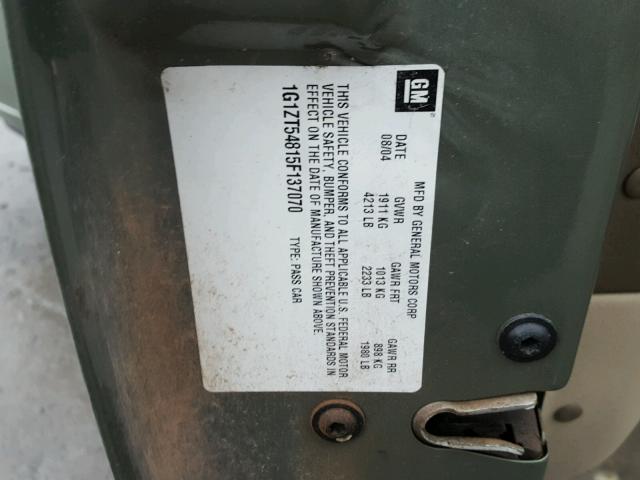 GM
MFD BY GENERAL MOTORS CORP
DATE GVWR GAWR FRT GAWR RR
08/04 1911 KG 1013 KG 898 KG
4213 LB 2233 LB 1980 LB
THIS VEHICLE CONFORMS TO ALL APPLICABLE U.S. FEDERAL MOTOR
VEHICLE SAFETY, BUMPER, AND THEFT PREVENTION STANDARDS IN
EFFECT ON THE DATE OF MANUFACTURE SHOWN ABOVE.
1G1ZT54815F137070 TYPE: PASS CAR